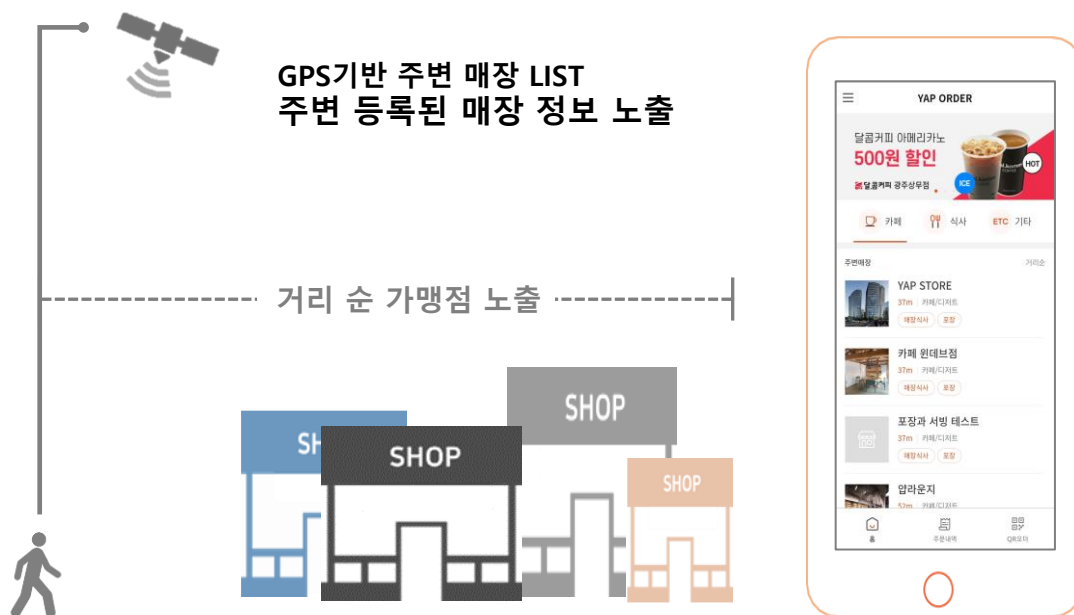 GPS기반 주변 매장 LIST
주변 등록된 매장 정보 노출
거리 순 가맹점 노출
SHOP
SHOP
SH
SHOP
SHOP
YAP ORDER
달콤커피 아메리카노
500원 할인
달콤커피 광주상무점
ICE
HOT
카페
식사
ETC 기타
주변매장
거리순
YAP STORE
37m | 카페/디저트
매장식사
포장
카페 윈데브점
37m | 카페/디저트
매장식사
포장
포장과 서빙 테스트
37m | 카페/디저트
매장식사
포장
얍라운지
52m | 카페/디저트
홈
주문내역
QR오더